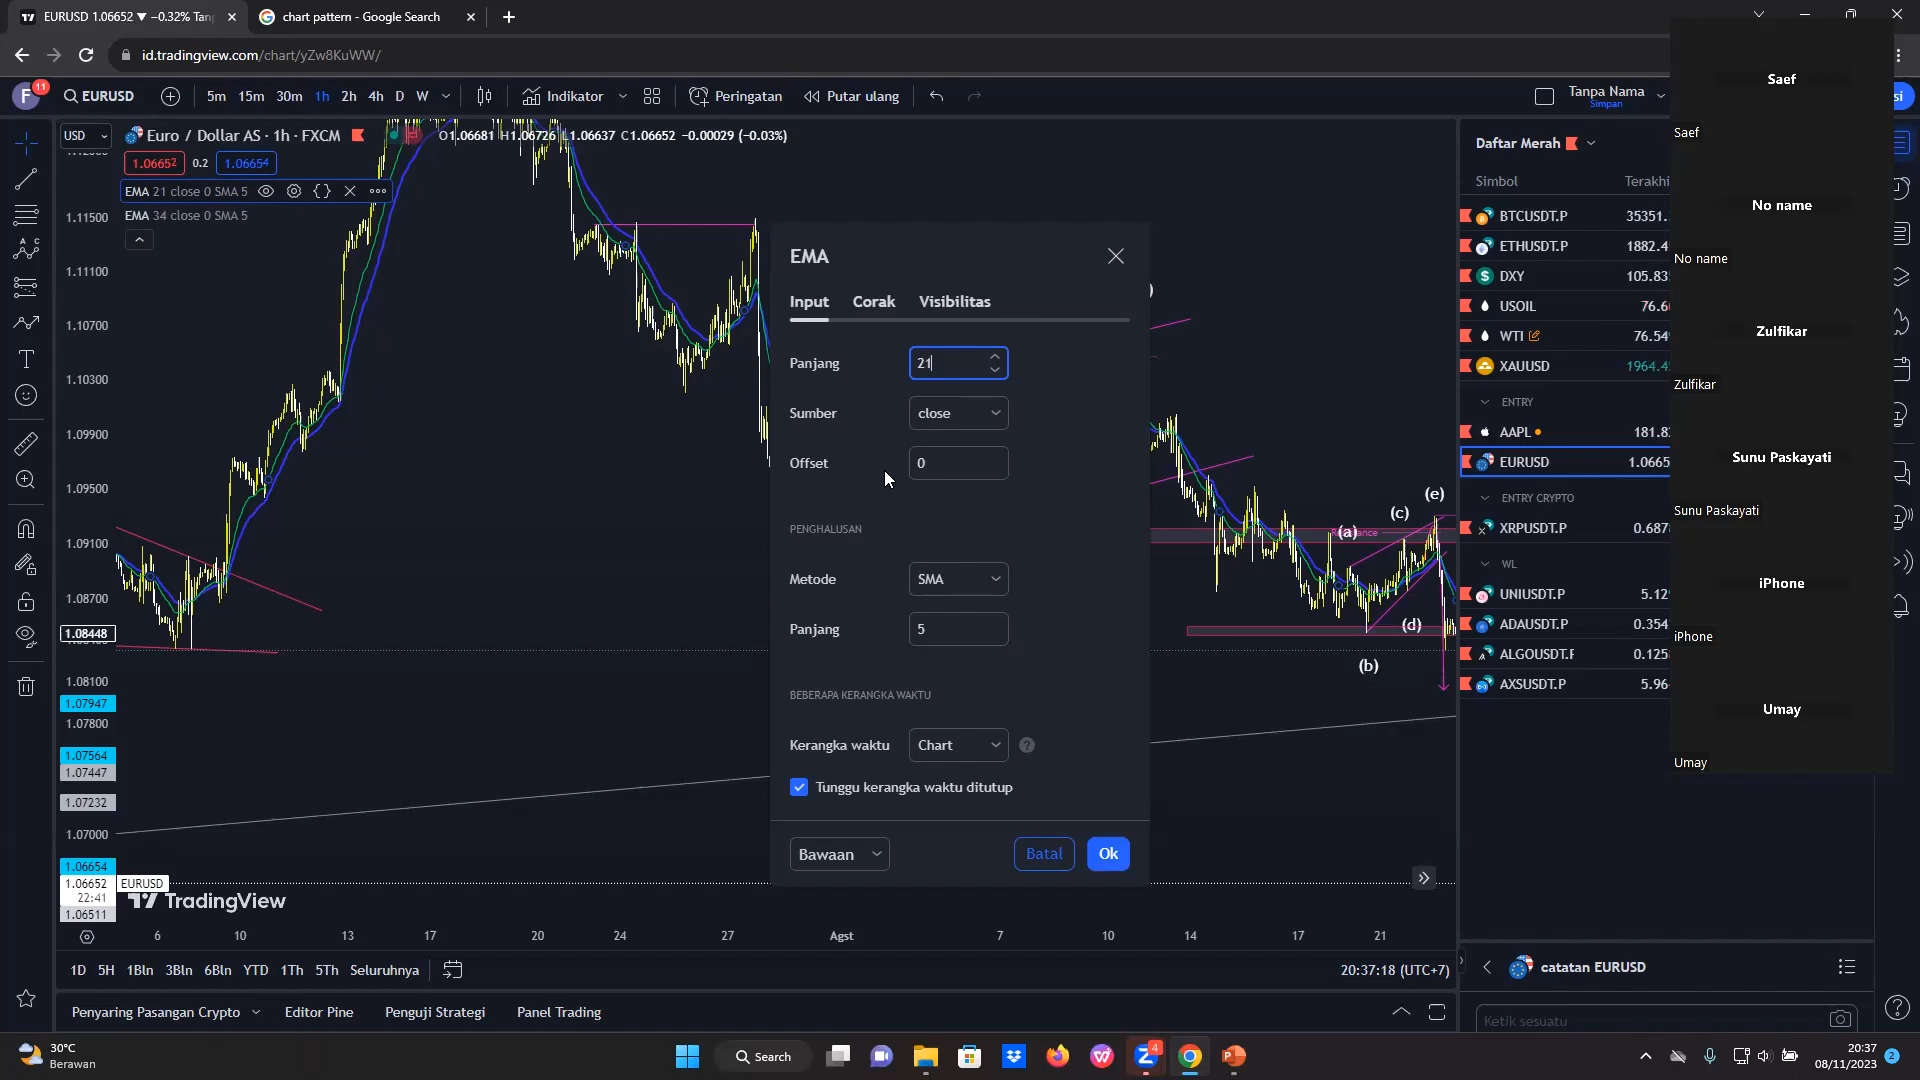 EURUSD 1.06652 ▼ −0.32% Tan
chart pattern - Google Search
id.tradingview.com/chart/yZw8KuWW/
F 11
EURUSD
5m 15m 30m 1h 2h 4h D W
Indikator
Peringatan
Putar ulang
Tanpa Nama
Simpan
USD
Euro / Dollar AS · 1h · FXCM
O1.06681 H1.06726 L1.06637 C1.06652 −0.00029 (−0.03%)
1.06652 0.2 1.06654
EMA 21 close 0 SMA 5
EMA 34 close 0 SMA 5
1.11500
1.11100
1.10700
1.10300
1.09900
1.09500
1.09100
1.08700
1.08448
1.08100
1.07947
1.07800
1.07564
1.07447
1.07232
1.07000
1.06654
1.06652 EURUSD
22:41
1.06511
TradingView
(a)
(b)
(c)
(d)
(e)
EMA
Input Corak Visibilitas
Panjang 21
Sumber close
Offset 0
PENGHALUSAN
Metode SMA
Panjang 5
BEBERAPA KERANGKA WAKTU
Kerangka waktu Chart
Tunggu kerangka waktu ditutup
Bawaan Batal Ok
6 10 13 17 20 24 27 Agst 7 10 14 17 21
1D 5H 1Bln 3Bln 6Bln YTD 1Th 5Th Seluruhnya
20:37:18 (UTC+7)
Penyaring Pasangan Crypto Editor Pine Penguji Strategi Panel Trading
Daftar Merah
Simbol Terakhi
BTCUSDT.P 35351.
ETHUSDT.P 1882.4
DXY 105.83
USOIL 76.6
WTI 76.54
XAUUSD 1964.4
ENTRY
AAPL 181.8
EURUSD 1.0665
ENTRY CRYPTO
XRPUSDT.P 0.687
WL
UNIUSDT.P 5.12
ADAUSDT.P 0.354
ALGOUSDT.F 0.125
AXSUSDT.P 5.96
catatan EURUSD
Ketik sesuatu
Saef
Saef
No name
No name
Zulfikar
Zulfikar
Sunu Paskayati
Sunu Paskayati
iPhone
iPhone
Umay
Umay
si
30°C
Berawan
Search
4
20:37
08/11/2023
2